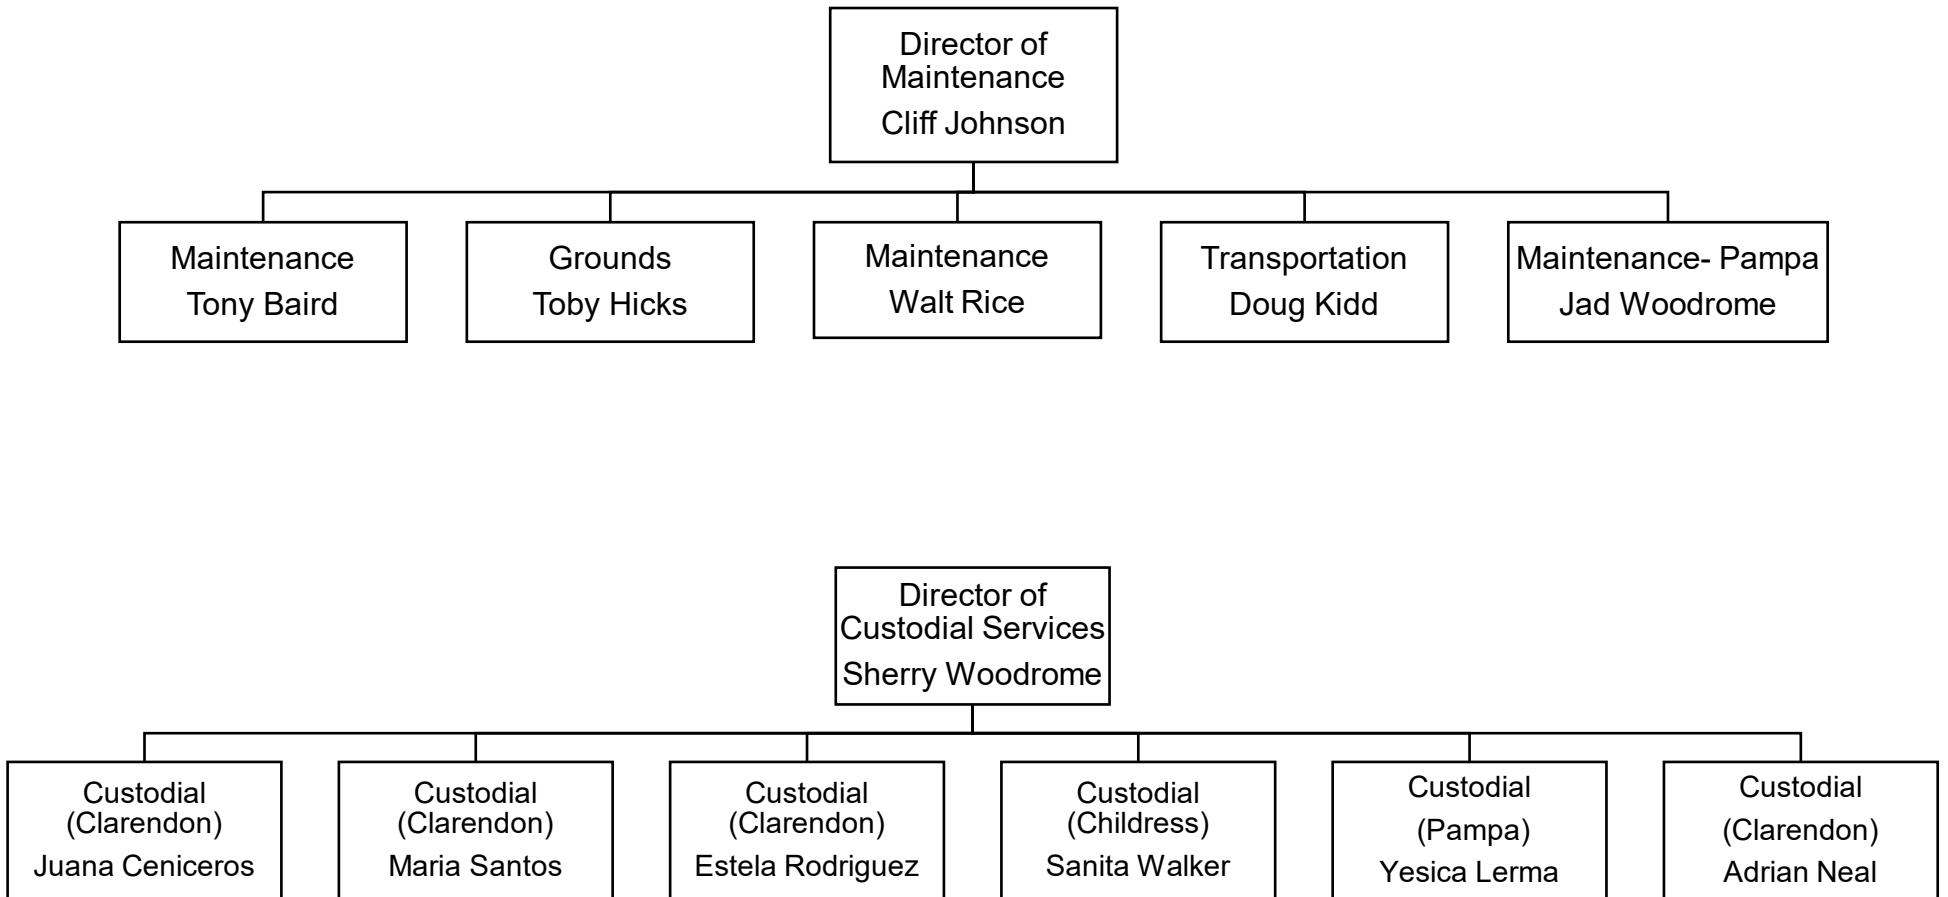 Director of
Maintenance
Cliff Johnson
Maintenance
Tony Baird
Grounds
Toby Hicks
Maintenance
Walt Rice
Transportation
Doug Kidd
Maintenance- Pampa
Jad Woodrome
Director of
Custodial Services
Sherry Woodrome
Custodial
(Clarendon)
Juana Ceniceros
Custodial
(Clarendon)
Maria Santos
Custodial
(Clarendon)
Estela Rodriguez
Custodial
(Childress)
Sanita Walker
Custodial
(Pampa)
Yesica Lerma
Custodial
(Clarendon)
Adrian Neal